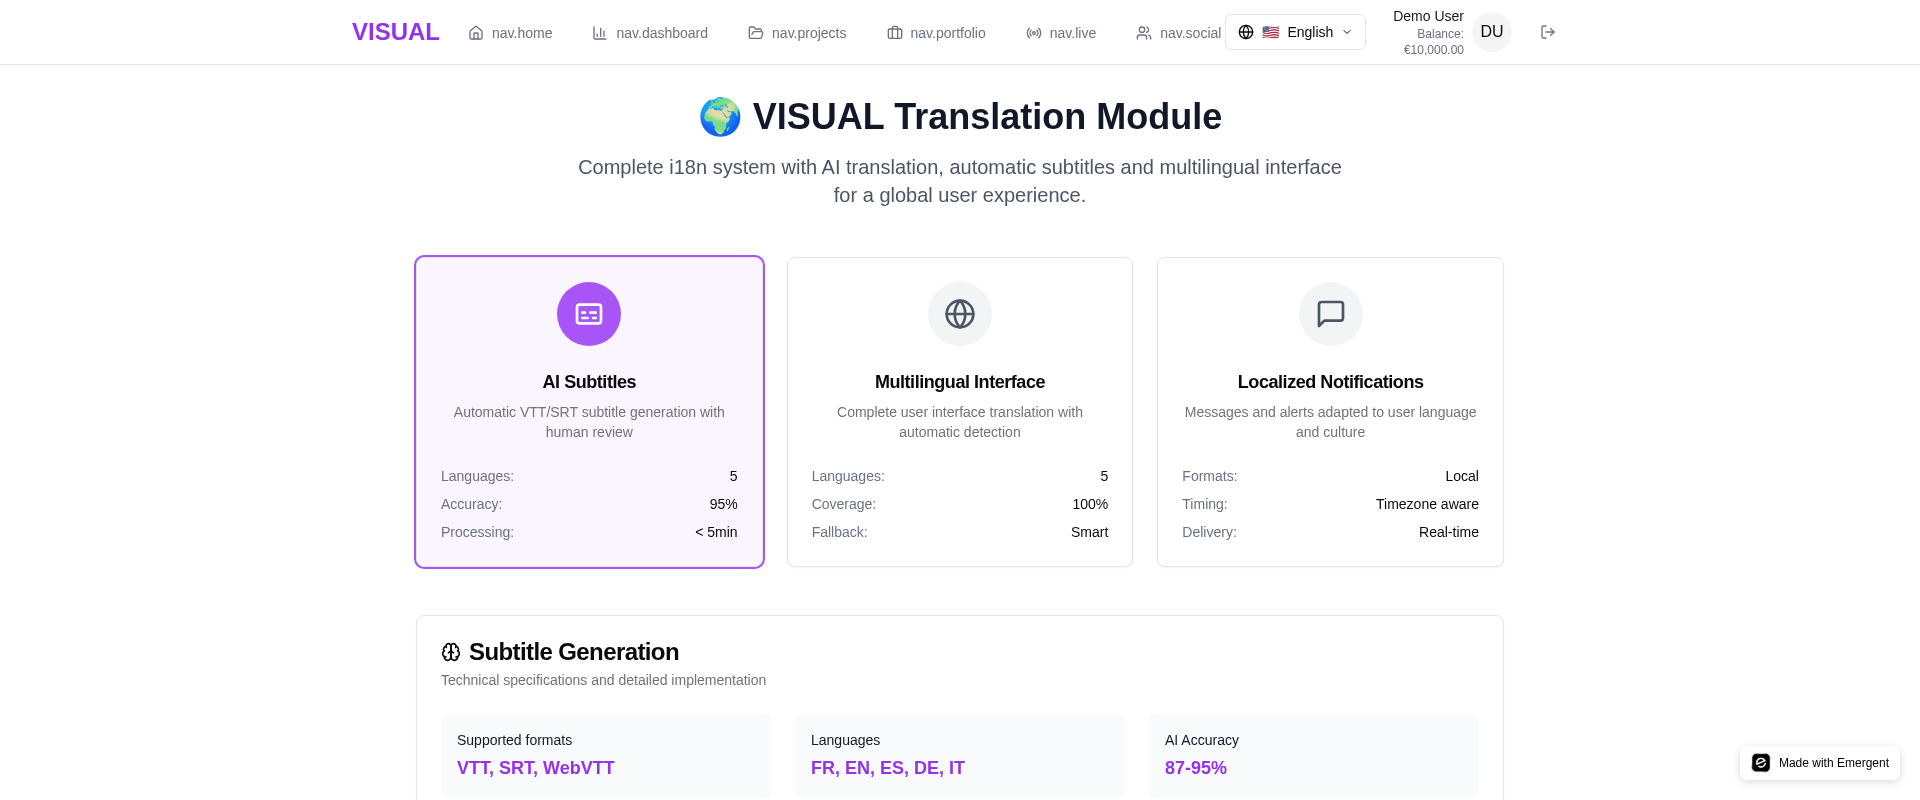 VISUAL
nav.home
nav.dashboard
nav.projects
nav.portfolio
nav.live
nav.social
🇺🇸 English
Demo User
Balance:
€10,000.00
DU
🌍 VISUAL Translation Module
Complete i18n system with AI translation, automatic subtitles and multilingual interface
for a global user experience.
AI Subtitles
Automatic VTT/SRT subtitle generation with
human review
Languages: 5
Accuracy: 95%
Processing: < 5min
Multilingual Interface
Complete user interface translation with
automatic detection
Languages: 5
Coverage: 100%
Fallback: Smart
Localized Notifications
Messages and alerts adapted to user language
and culture
Formats: Local
Timing: Timezone aware
Delivery: Real-time
Subtitle Generation
Technical specifications and detailed implementation
Supported formats
VTT, SRT, WebVTT
Languages
FR, EN, ES, DE, IT
AI Accuracy
87-95%
Made with Emergent